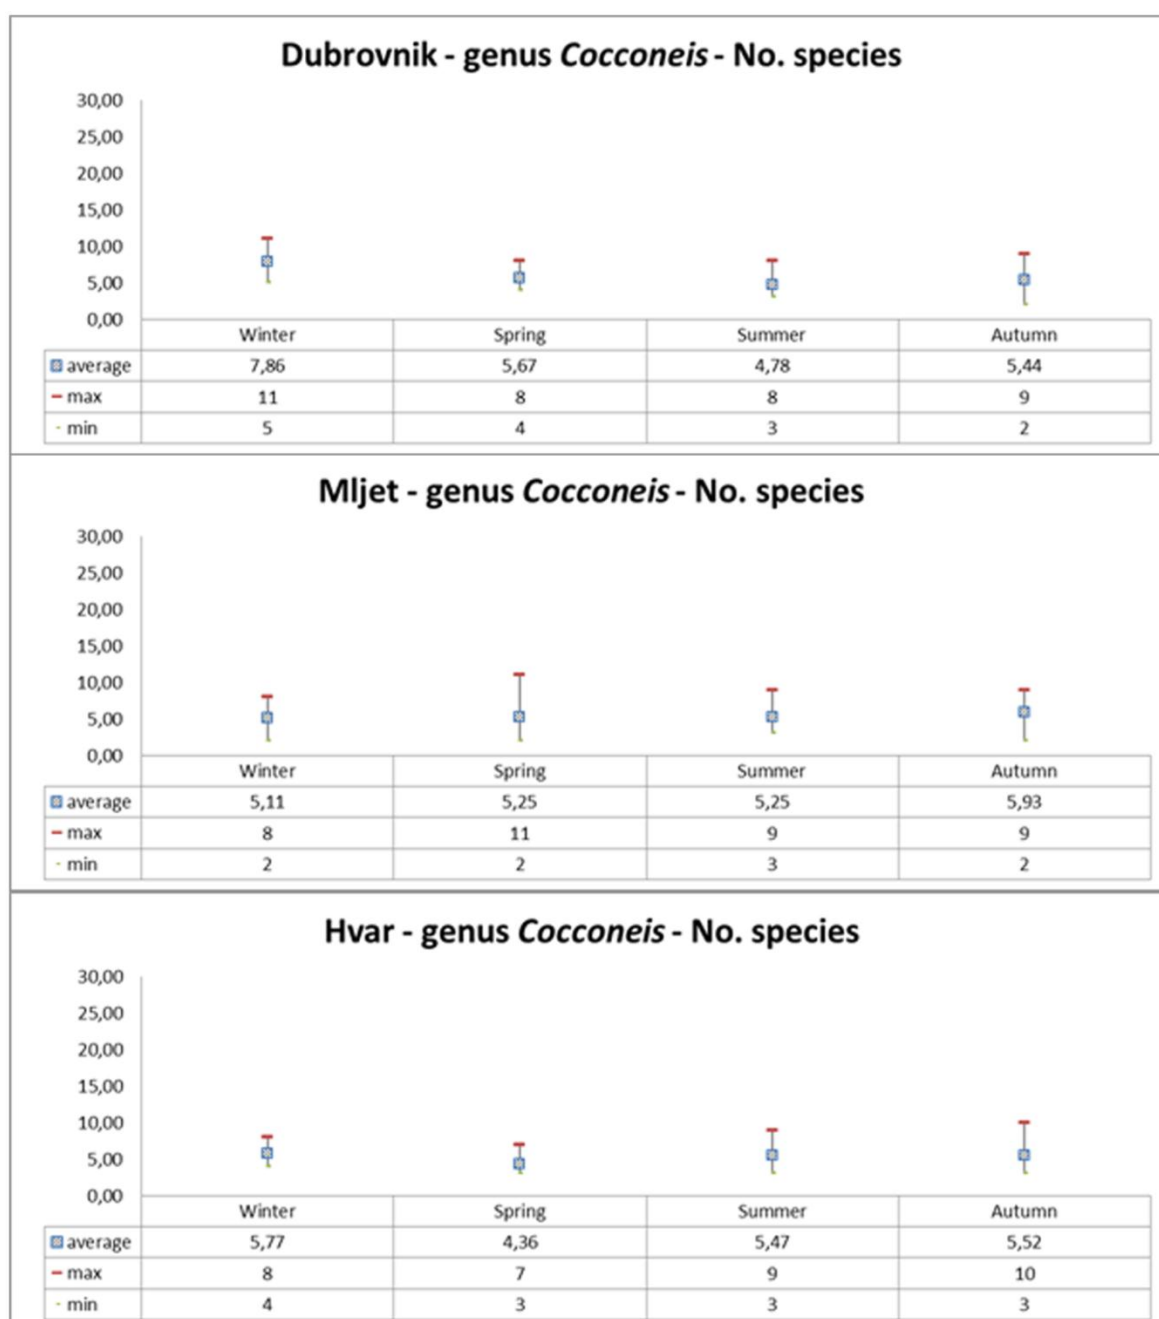 Dubrovnik - genus Cocconeis - No. species
30,00
25,00
20,00
15,00
10,00
5,00
0,00
Winter Spring Summer Autumn
average 7,86 5,67 4,78 5,44
max 11 8 8 9
min 5 4 3 2
Mljet - genus Cocconeis - No. species
30,00
25,00
20,00
15,00
10,00
5,00
0,00
Winter Spring Summer Autumn
average 5,11 5,25 5,25 5,93
max 8 11 9 9
min 2 2 3 2
Hvar - genus Cocconeis - No. species
30,00
25,00
20,00
15,00
10,00
5,00
0,00
Winter Spring Summer Autumn
average 5,77 4,36 5,47 5,52
max 8 7 9 10
min 4 3 3 3